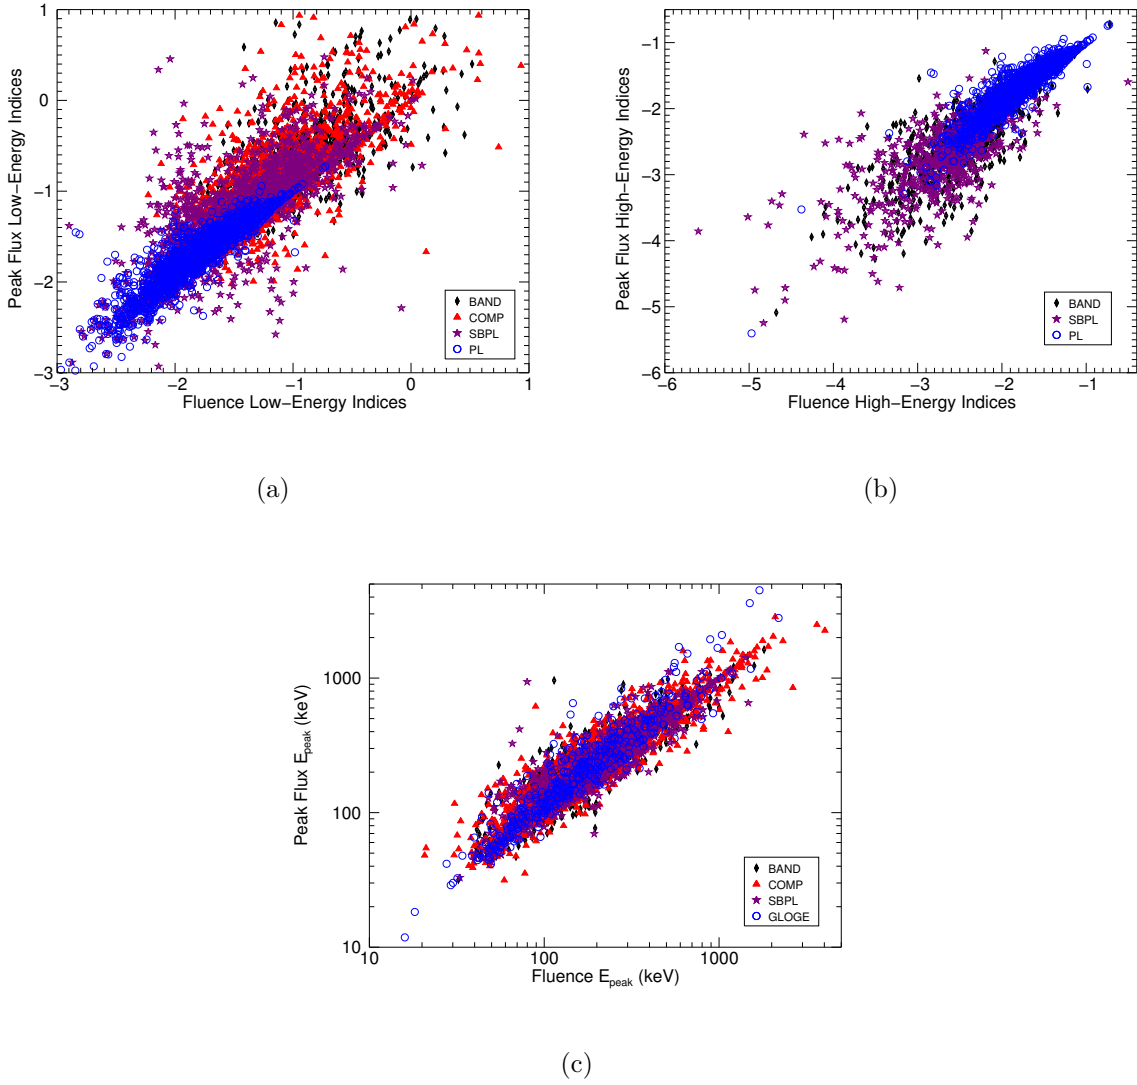 1
0
−1
−2
−3
Peak Flux Low−Energy Indices
−3 −2 −1 0 1
Fluence Low−Energy Indices
BAND
COMP
SBPL
PL
(a)
−1
−2
−3
−4
−5
−6
Peak Flux High−Energy Indices
−6 −5 −4 −3 −2 −1
Fluence High−Energy Indices
BAND
SBPL
PL
(b)
1000
100
10
Peak Flux Epeak (keV)
10 100 1000
Fluence Epeak (keV)
BAND
COMP
SBPL
GLOGE
(c)